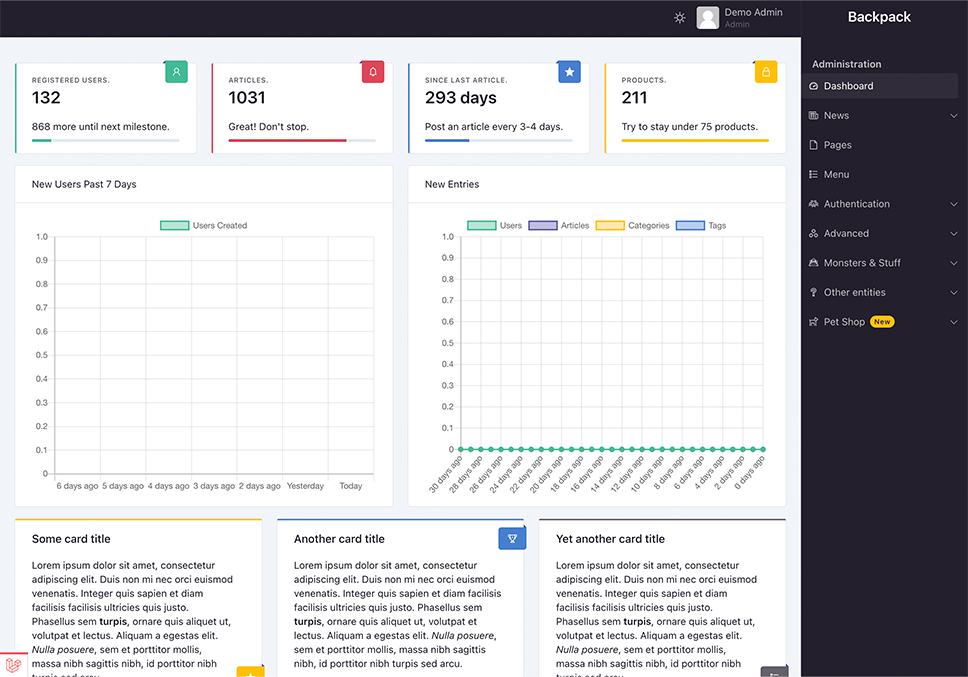 Demo Admin
Admin
Backpack
Administration
Dashboard
News
Pages
Menu
Authentication
Advanced
Monsters & Stuff
Other entities
Pet Shop New
REGISTERED USERS.
132
868 more until next milestone.
ARTICLES.
1031
Great! Don't stop.
SINCE LAST ARTICLE.
293 days
Post an article every 3-4 days.
PRODUCTS.
211
Try to stay under 75 products.
New Users Past 7 Days
Users Created
1.0
0.9
0.8
0.7
0.6
0.5
0.4
0.3
0.2
0.1
0
6 days ago 5 days ago 4 days ago 3 days ago 2 days ago Yesterday Today
New Entries
Users Articles Categories Tags
1.0
0.9
0.8
0.7
0.6
0.5
0.4
0.3
0.2
0.1
0
30 days ago 28 days ago 26 days ago 24 days ago 22 days ago 20 days ago 18 days ago 16 days ago 14 days ago 12 days ago 10 days ago 8 days ago 6 days ago 4 days ago 2 days ago 0 days ago
Some card title
Lorem ipsum dolor sit amet, consectetur
adipiscing elit. Duis non mi nec orci euismod
venenatis. Integer quis sapien et diam
facilisis facilisis ultricies quis justo.
Phasellus sem turpis, ornare quis aliquet ut,
volutpat et lectus. Aliquam a egestas elit.
Nulla posuere, sem et porttitor mollis,
massa nibh sagittis nibh, id porttitor nibh
turpis sed arcu.
Another card title
Lorem ipsum dolor sit amet, consectetur
adipiscing elit. Duis non mi nec orci euismod
venenatis. Integer quis sapien et diam
facilisis facilisis ultricies quis justo. Phasellus sem
turpis, ornare quis aliquet ut, volutpat et
lectus. Aliquam a egestas elit. Nulla posuere,
sem et porttitor mollis, massa nibh sagittis
nibh, id porttitor nibh turpis sed arcu.
Yet another card title
Lorem ipsum dolor sit amet, consectetur
adipiscing elit. Duis non mi nec orci euismod
venenatis. Integer quis sapien et diam
facilisis facilisis ultricies quis justo.
Phasellus sem turpis, ornare quis aliquet ut,
volutpat et lectus. Aliquam a egestas elit.
Nulla posuere, sem et porttitor mollis,
massa nibh sagittis nibh, id porttitor nibh
turpis sed arcu.